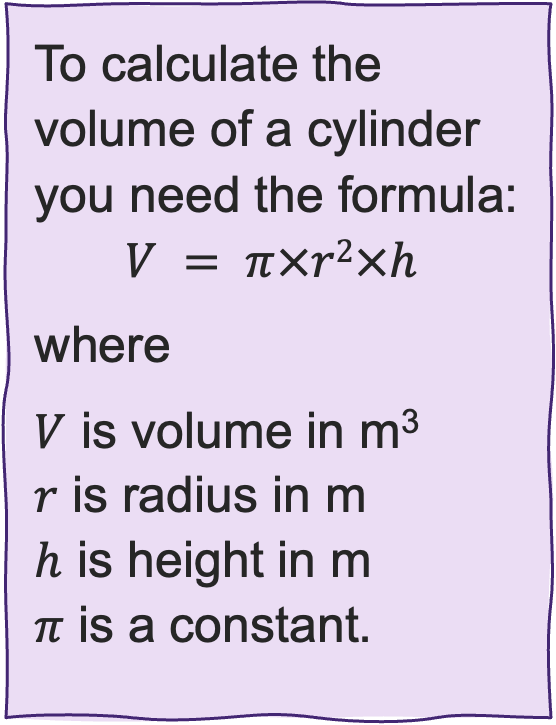 To calculate the
volume of a cylinder
you need the formula:
𝑉 = 𝜋×𝑟²×ℎ
where
𝑉 is volume in m³
𝑟 is radius in m
ℎ is height in m
𝜋 is a constant.